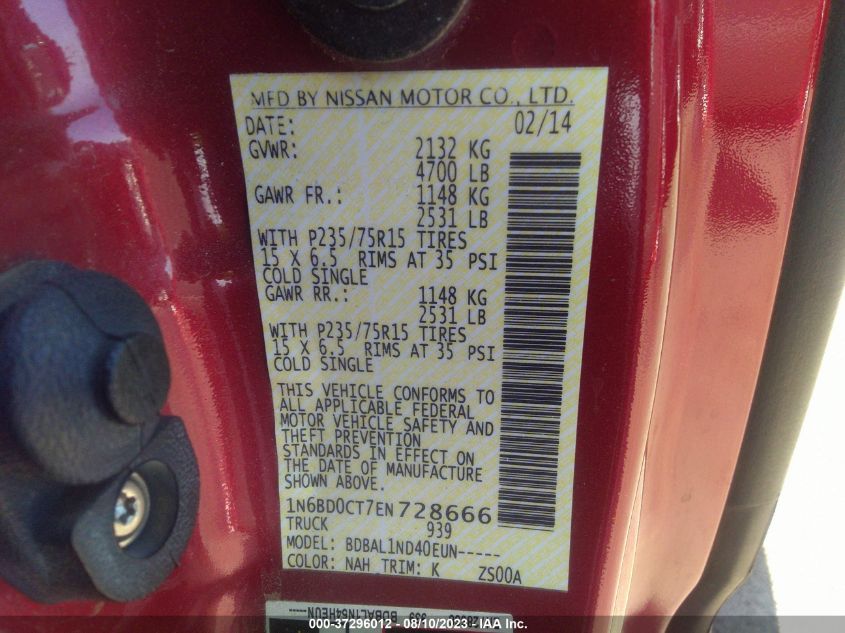 MFD BY NISSAN MOTOR CO., LTD.
DATE: 02/14
GVWR: 2132 KG
4700 LB
GAWR FR.: 1148 KG
2531 LB
WITH P235/75R15 TIRES
15 X 6.5 RIMS AT 35 PSI
COLD SINGLE
GAWR RR.: 1148 KG
2531 LB
WITH P235/75R15 TIRES
15 X 6.5 RIMS AT 35 PSI
COLD SINGLE
THIS VEHICLE CONFORMS TO
ALL APPLICABLE FEDERAL
MOTOR VEHICLE SAFETY AND
THEFT PREVENTION
STANDARDS IN EFFECT ON
THE DATE OF MANUFACTURE
SHOWN ABOVE.
1N6BD0CT7EN728666
TRUCK 939
MODEL: BDBAL1ND40EUN-----
COLOR: NAH TRIM: K ZS00A
000-37296012 - 08/10/2023 - IAA Inc.